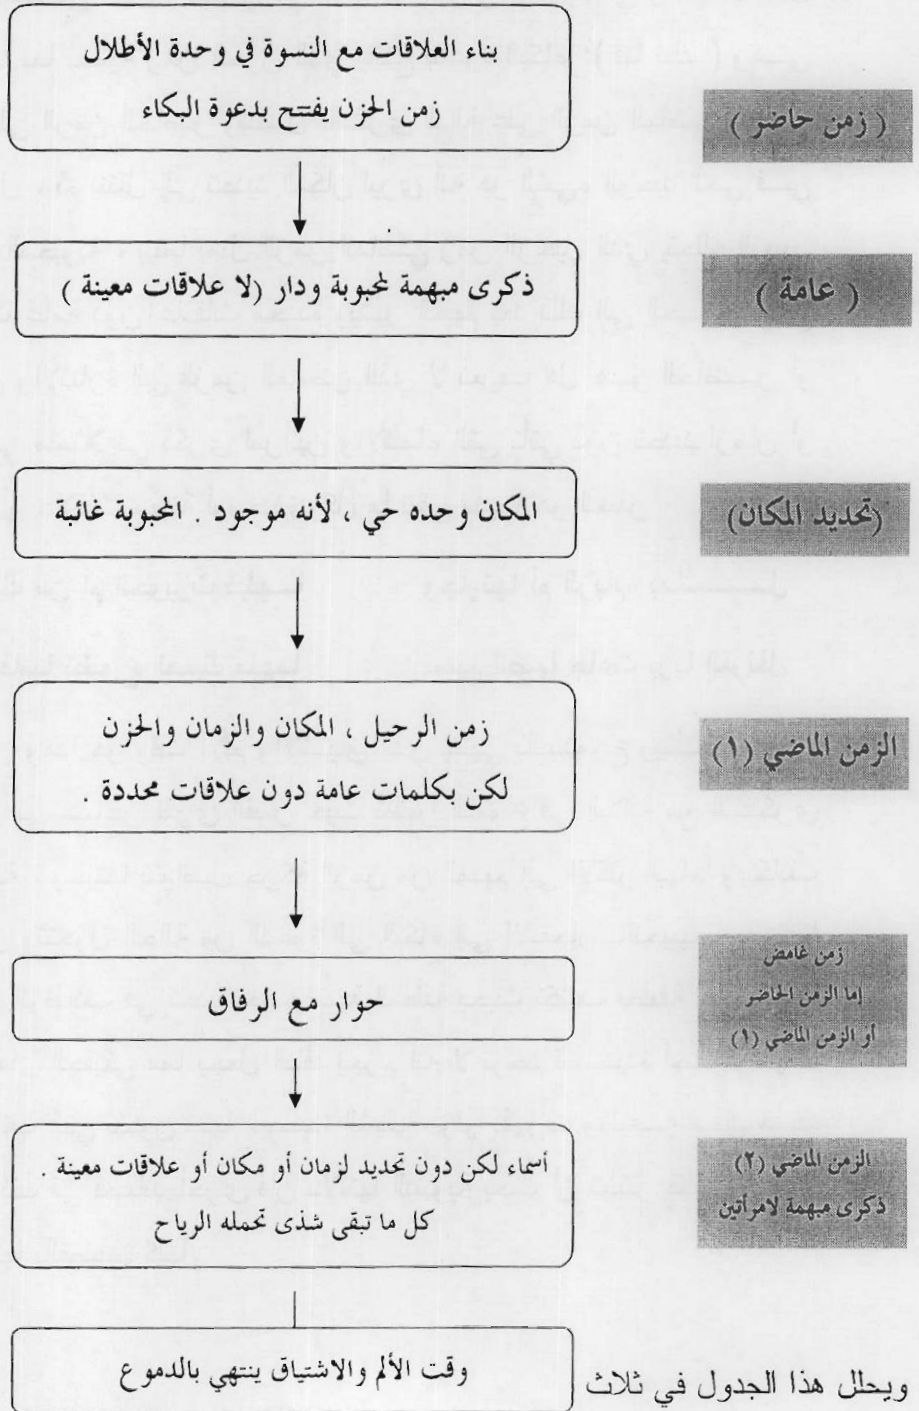 بناء العلاقات مع النسوة في وحدة الأطلال
زمن الحزن يفتتح بدعوة البكاء
( زمن حاضر )
ذكرى مبهمة لمحبوبة ودار (لا علاقات معينة )
( عامة )
المكان وحده حي ، لأنه موجود . المحبوبة غائبة
(تحديد المكان)
زمن الرحيل ، المكان والزمان والحزن
لكن بكلمات عامة دون علاقات محددة .
الزمن الماضي (١)
زمن غامض
إما الزمن الحاضر
أو الزمن الماضي (١)
حوار مع الرفاق
أسماء لكن دون تحديد لزمان أو مكان أو علاقات معينة .
كل ما تبقى شذى تحمله الرياح
الزمن الماضي (٢)
ذكرى مبهمة لامرأتين
وقت الألم والاشتياق ينتهي بالدموع
ويحلل هذا الجدول في ثلاث